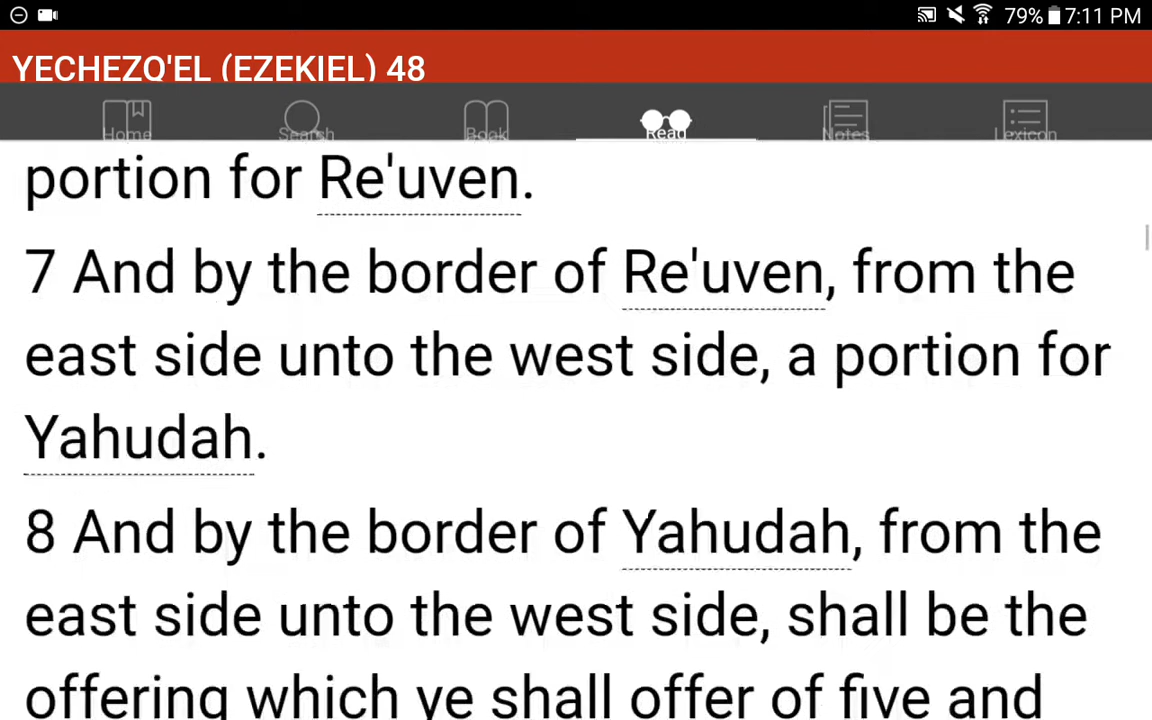 79% 7:11 PM
YECHEZQ'EL (EZEKIEL) 48
Home Search Book Read Notes Lexicon
portion for Re'uven.
7 And by the border of Re'uven, from the
east side unto the west side, a portion for
Yahudah.
8 And by the border of Yahudah, from the
east side unto the west side, shall be the
offering which ye shall offer of five and